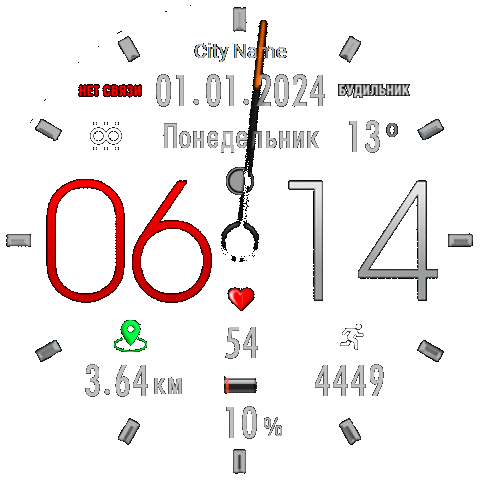 City Name
НЕТ СВЯЗИ 01.01.2024 БУДИЛЬНИК
Понедельник 13°
06 14
54
3.64 км 4449
10 %